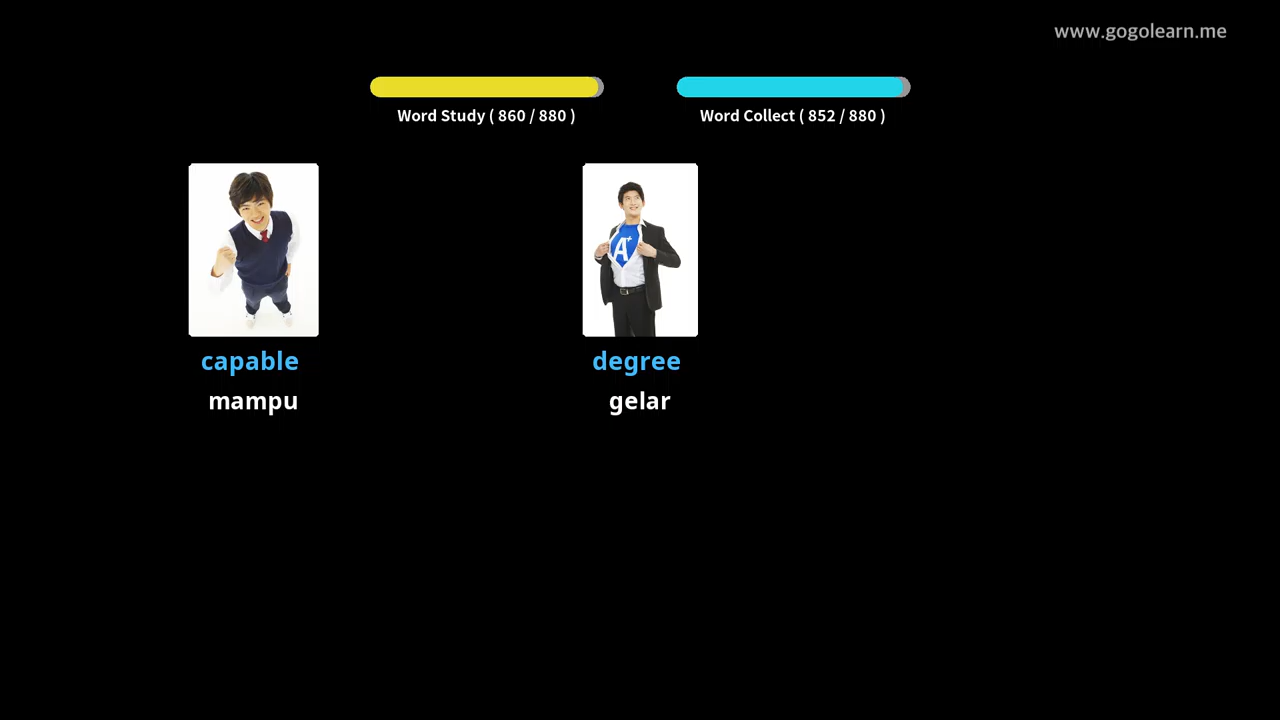 www.gogolearn.me
Word Study ( 860 / 880 )
Word Collect ( 852 / 880 )
A+
capable
degree
mampu
gelar